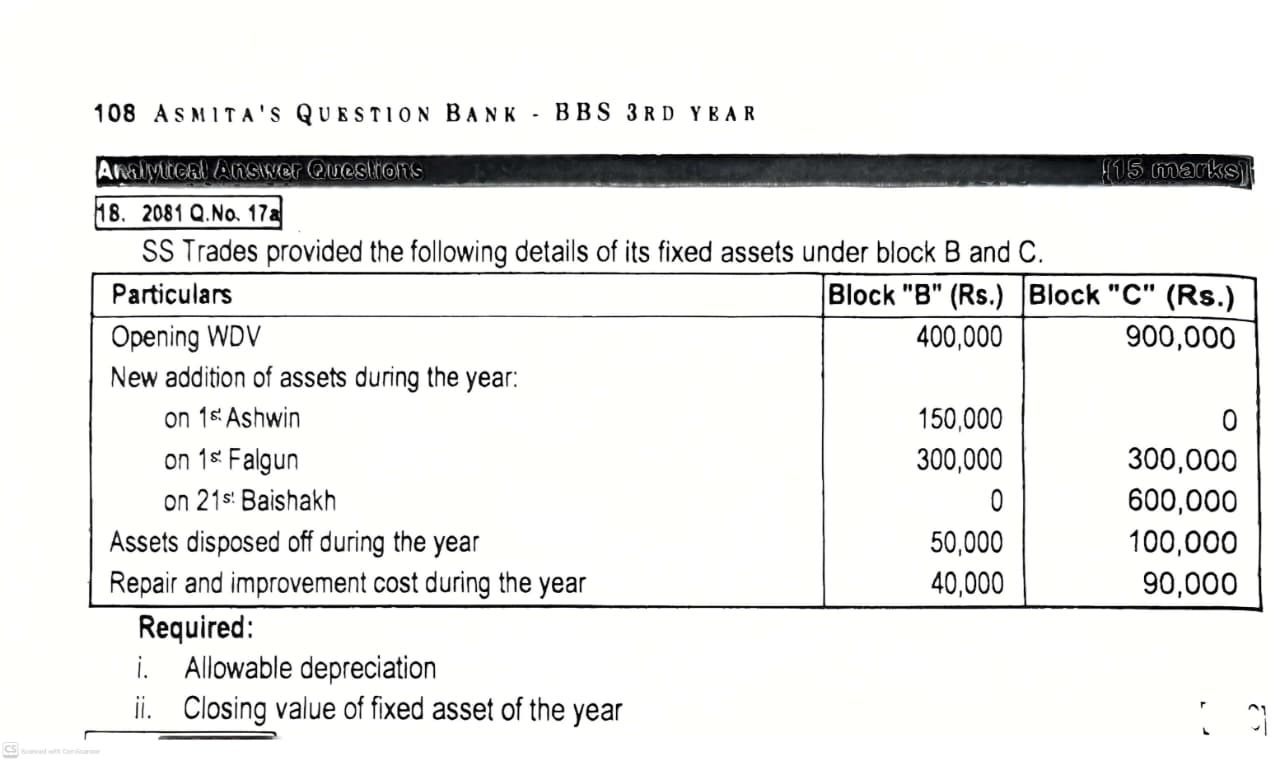 108 ASMITA'S QUESTION BANK - BBS 3RD YEAR
Analytical Answer Questions [15 marks]
18. 2081 Q.No. 17a
SS Trades provided the following details of its fixed assets under block B and C.
Particulars Block "B" (Rs.) Block "C" (Rs.)
Opening WDV 400,000 900,000
New addition of assets during the year:
on 1st Ashwin 150,000 0
on 1st Falgun 300,000 300,000
on 21st Baishakh 0 600,000
Assets disposed off during the year 50,000 100,000
Repair and improvement cost during the year 40,000 90,000
Required:
i. Allowable depreciation
ii. Closing value of fixed asset of the year
CS Scanned with CamScanner